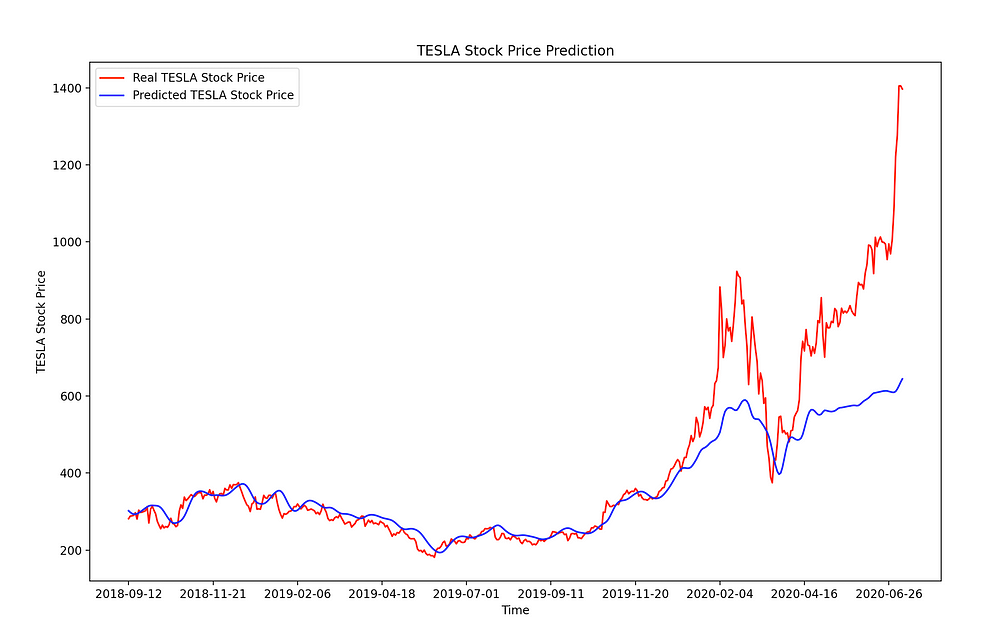 TESLA Stock Price Prediction
Real TESLA Stock Price
Predicted TESLA Stock Price
1400
1200
1000
800
600
400
200
TESLA Stock Price
2018-09-12 2018-11-21 2019-02-06 2019-04-18 2019-07-01 2019-09-11 2019-11-20 2020-02-04 2020-04-16 2020-06-26
Time